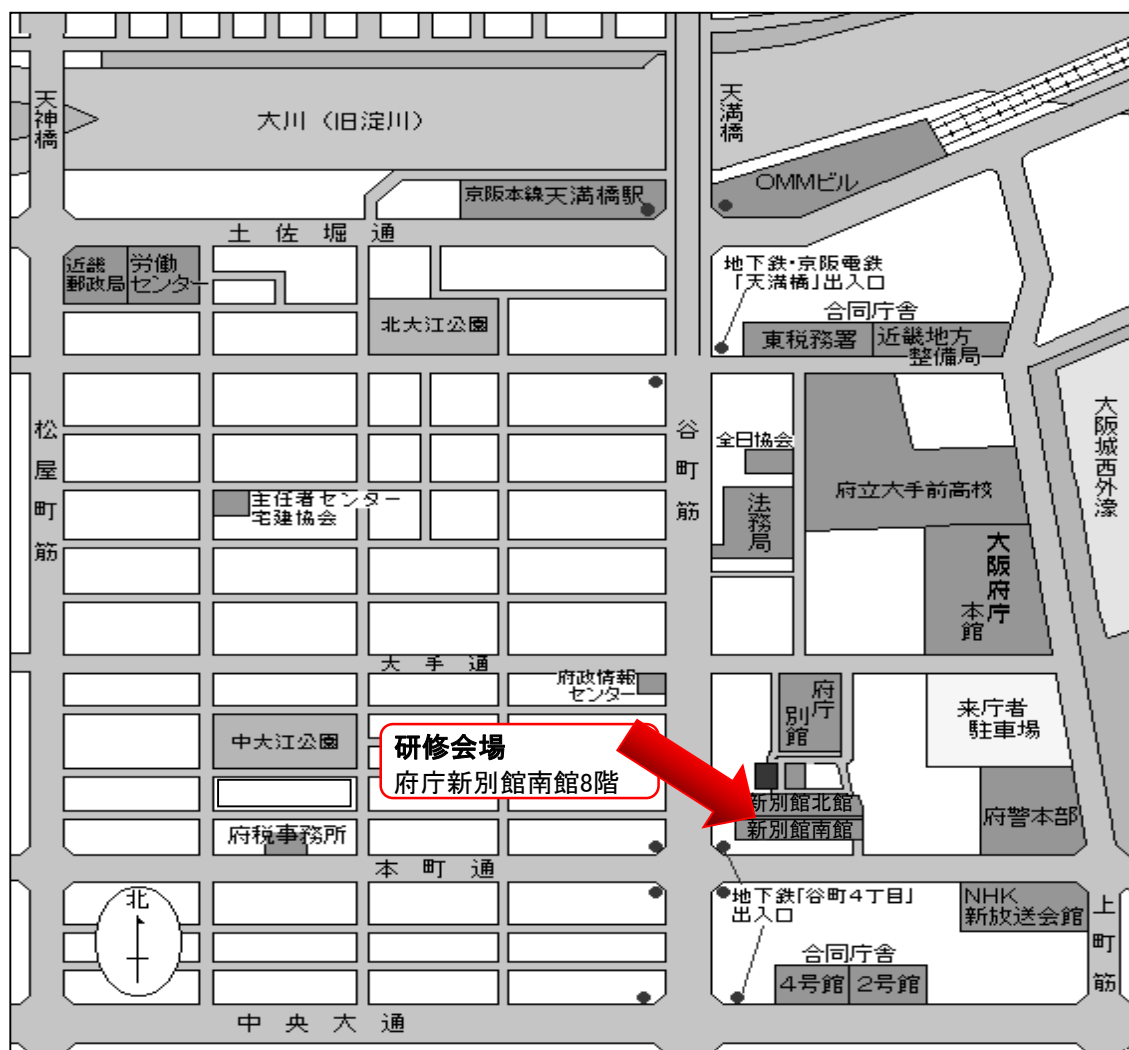 天神橋
大川（旧淀川）
天満橋
OMMビル
京阪本線天満橋駅
土佐堀通
近畿
郵政局
労働
センター
地下鉄・京阪電鉄
「天満橋」出入口
合同庁舎
東税務署
近畿地方
整備局
北大江公園
松屋町筋
谷町筋
大阪城西外濠
全日協会
府立大手前高校
主任者センター
宅建協会
法務局
大阪府庁
本館
大手通
府政情報
センター
府庁
別館
来庁者
駐車場
中大江公園
研修会場
府庁新別館南館8階
新別館北館
新別館南館
府警本部
府税事務所
本町通
北
地下鉄「谷町4丁目」
出入口
NHK
新放送会館
上町筋
合同庁舎
4号館
2号館
中央大通